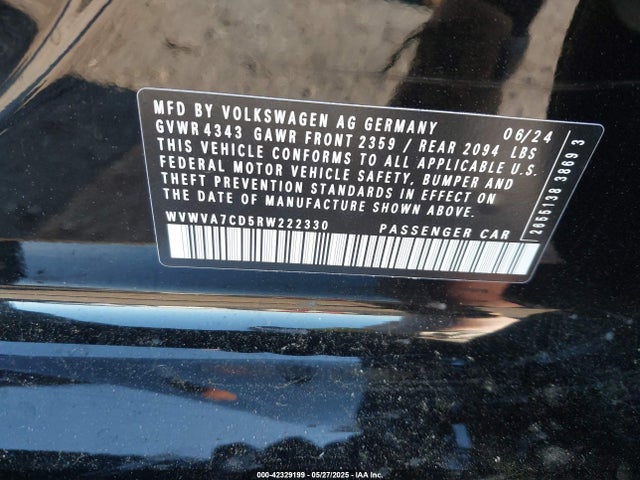 MFD BY VOLKSWAGEN AG GERMANY 06/24
GVWR 4343 GAWR FRONT 2359 / REAR 2094 LBS
THIS VEHICLE CONFORMS TO ALL APPLICABLE U.S.
FEDERAL MOTOR VEHICLE SAFETY, BUMPER AND
THEFT PREVENTION STANDARDS IN EFFECT ON
THE DATE OF MANUFACTURE SHOWN ABOVE.
WVWVA7CD5RW222330 PASSENGER CAR
2655138 3869 3
000-42329199 | 05/27/2025 - IAA Inc.